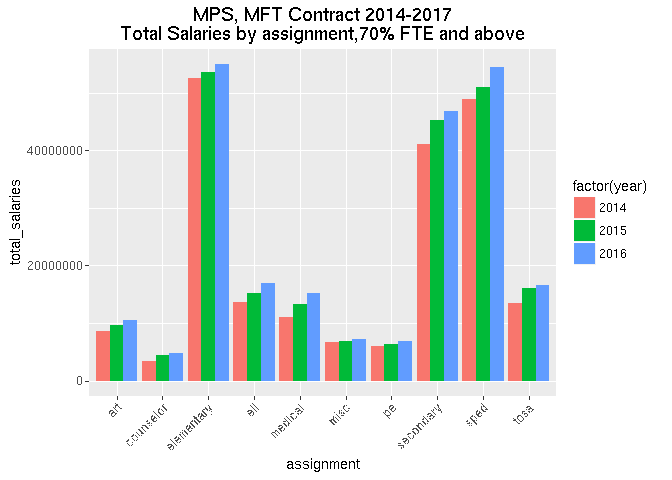 MPS, MFT Contract 2014-2017
Total Salaries by assignment,70% FTE and above
total_salaries
40000000
20000000
0
art
counselor
elementary
ell
medical
misc
pe
secondary
sped
tosa
assignment
factor(year)
2014
2015
2016